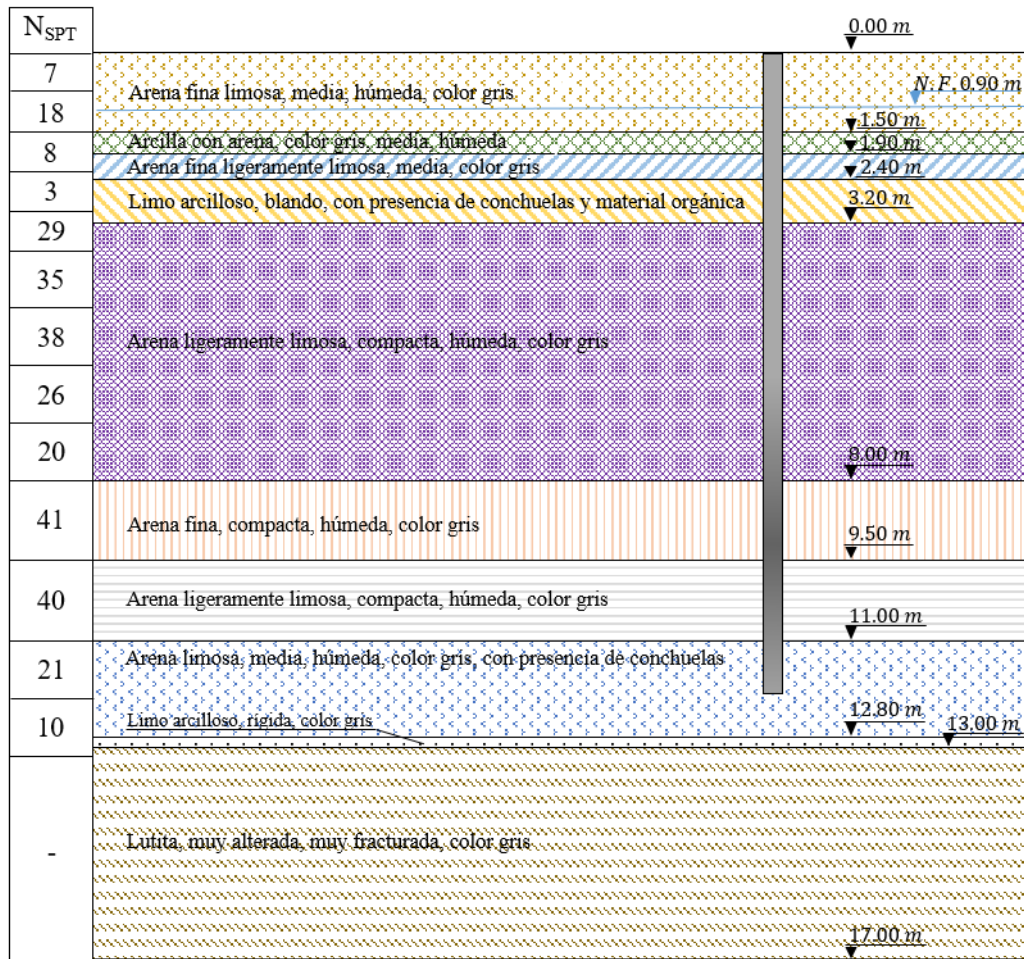 N_SPT
0.00 m
7
Arena fina limosa, media, húmeda, color gris
N.F. 0.90 m
18
1.50 m
Arcilla con arena, color gris, media, húmeda
1.90 m
8
Arena fina ligeramente limosa, media, color gris
2.40 m
3
Limo arcilloso, blando, con presencia de conchuelas y material orgánica
3.20 m
29
35
38
Arena ligeramente limosa, compacta, húmeda, color gris
26
20
8.00 m
41
Arena fina, compacta, húmeda, color gris
9.50 m
40
Arena ligeramente limosa, compacta, húmeda, color gris
11.00 m
21
Arena limosa, media, húmeda, color gris, con presencia de conchuelas
12.80 m
10
Limo arcilloso, rígida, color gris
13.00 m
Lutita, muy alterada, muy fracturada, color gris
-
17.00 m